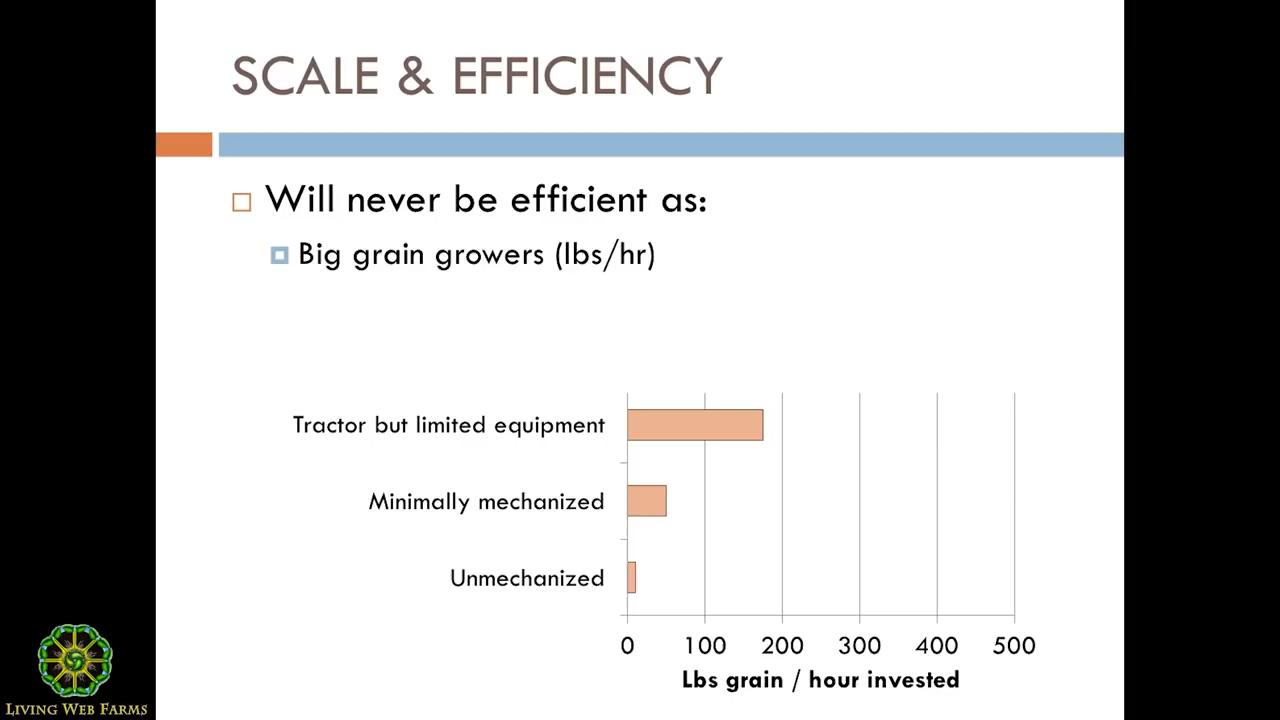 SCALE & EFFICIENCY
Will never be efficient as:
Big grain growers (lbs/hr)
Tractor but limited equipment
Minimally mechanized
Unmechanized
0 100 200 300 400 500
Lbs grain / hour invested
LIVING WEB FARMS